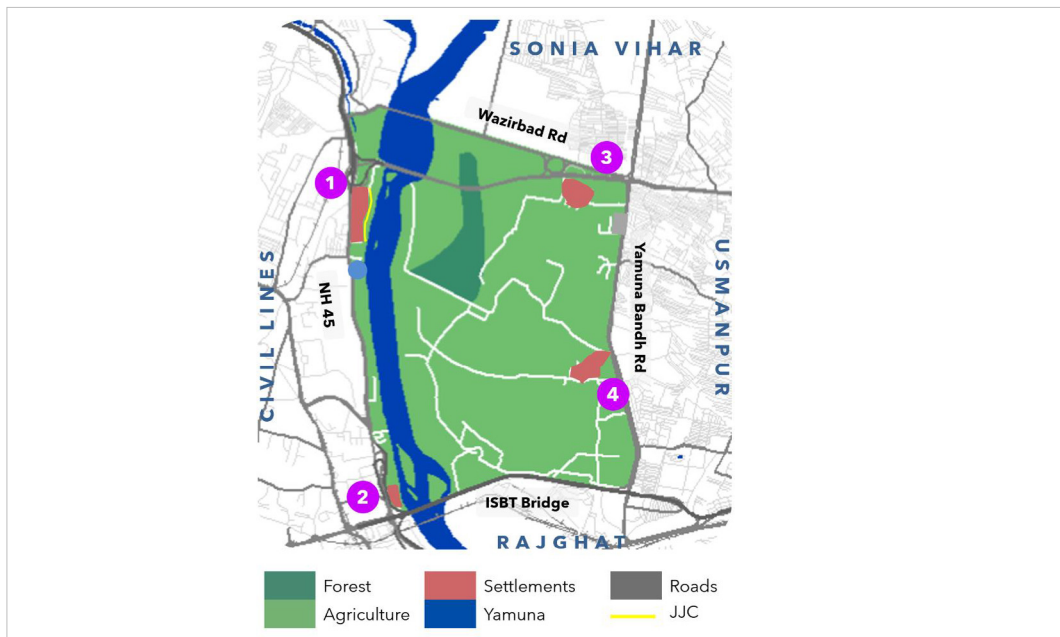 SONIA VIHAR
Wazirbad Rd
3
1
CIVIL LINES
NH 45
Yamuna Bandh Rd
USMANPUR
4
2
ISBT Bridge
RAJGHAT
Forest
Settlements
Roads
Agriculture
Yamuna
JJC